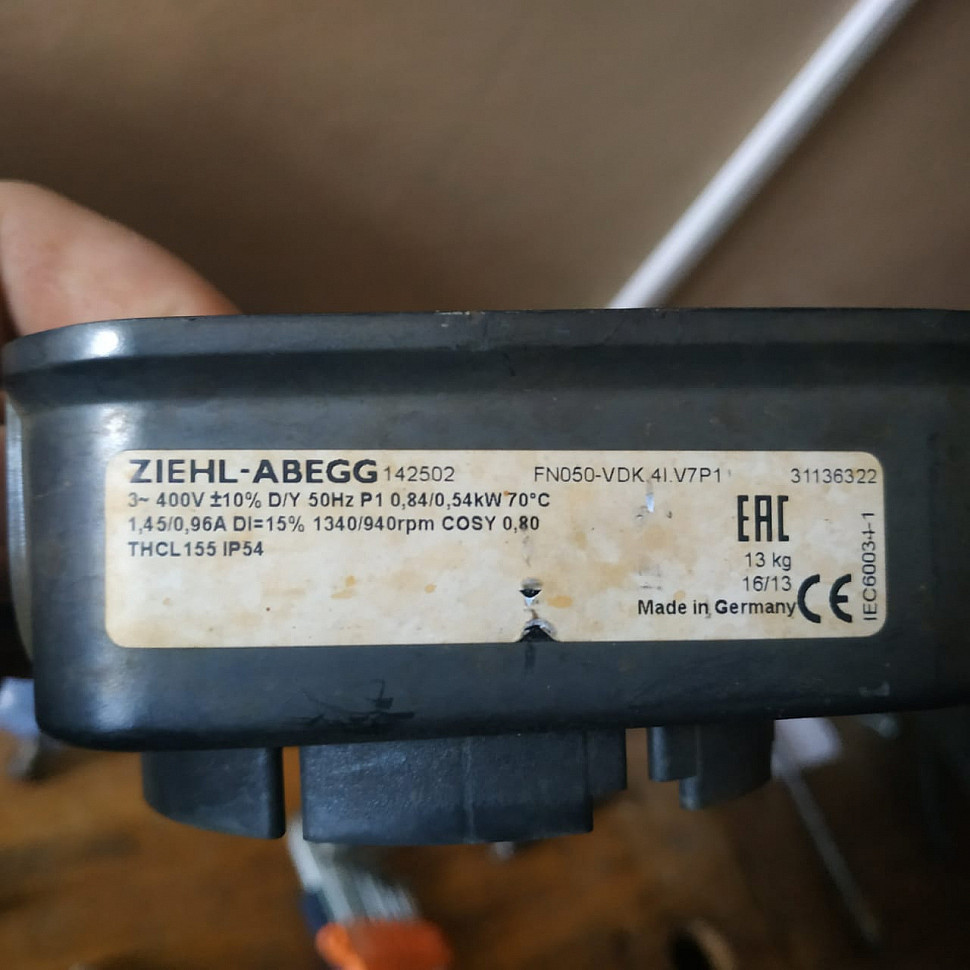 ZIEHL-ABEGG 142502 FN050-VDK.4I.V7P1 31136322
3~ 400V ±10% D/Y 50Hz P1 0,84/0,54kW 70°C
1,45/0,96A DI=15% 1340/940rpm COSY 0,80
THCL155 IP54
EAC
13 kg
16/13
Made in Germany CE
IEC60034-1